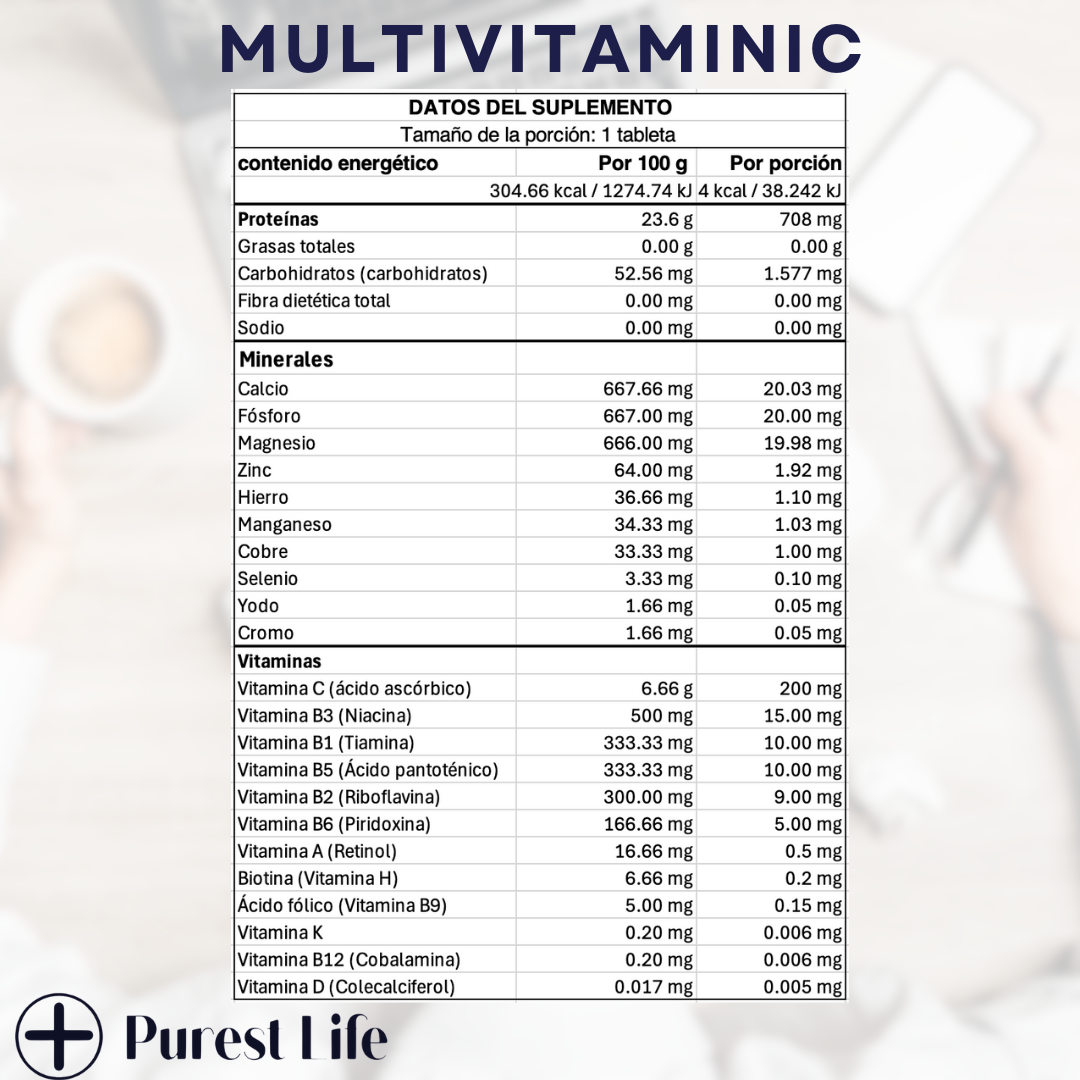 MULTIVITAMINIC
DATOS DEL SUPLEMENTO
Tamaño de la porción: 1 tableta
contenido energético Por 100 g Por porción
304.66 kcal / 1274.74 kJ 4 kcal / 38.242 kJ
Proteínas 23.6 g 708 mg
Grasas totales 0.00 g 0.00 g
Carbohidratos (carbohidratos) 52.56 mg 1.577 mg
Fibra dietética total 0.00 mg 0.00 mg
Sodio 0.00 mg 0.00 mg
Minerales
Calcio 667.66 mg 20.03 mg
Fósforo 667.00 mg 20.00 mg
Magnesio 666.00 mg 19.98 mg
Zinc 64.00 mg 1.92 mg
Hierro 36.66 mg 1.10 mg
Manganeso 34.33 mg 1.03 mg
Cobre 33.33 mg 1.00 mg
Selenio 3.33 mg 0.10 mg
Yodo 1.66 mg 0.05 mg
Cromo 1.66 mg 0.05 mg
Vitaminas
Vitamina C (ácido ascórbico) 6.66 g 200 mg
Vitamina B3 (Niacina) 500 mg 15.00 mg
Vitamina B1 (Tiamina) 333.33 mg 10.00 mg
Vitamina B5 (Ácido pantoténico) 333.33 mg 10.00 mg
Vitamina B2 (Riboflavina) 300.00 mg 9.00 mg
Vitamina B6 (Piridoxina) 166.66 mg 5.00 mg
Vitamina A (Retinol) 16.66 mg 0.5 mg
Biotina (Vitamina H) 6.66 mg 0.2 mg
Ácido fólico (Vitamina B9) 5.00 mg 0.15 mg
Vitamina K 0.20 mg 0.006 mg
Vitamina B12 (Cobalamina) 0.20 mg 0.006 mg
Vitamina D (Colecalciferol) 0.017 mg 0.005 mg
Purest Life